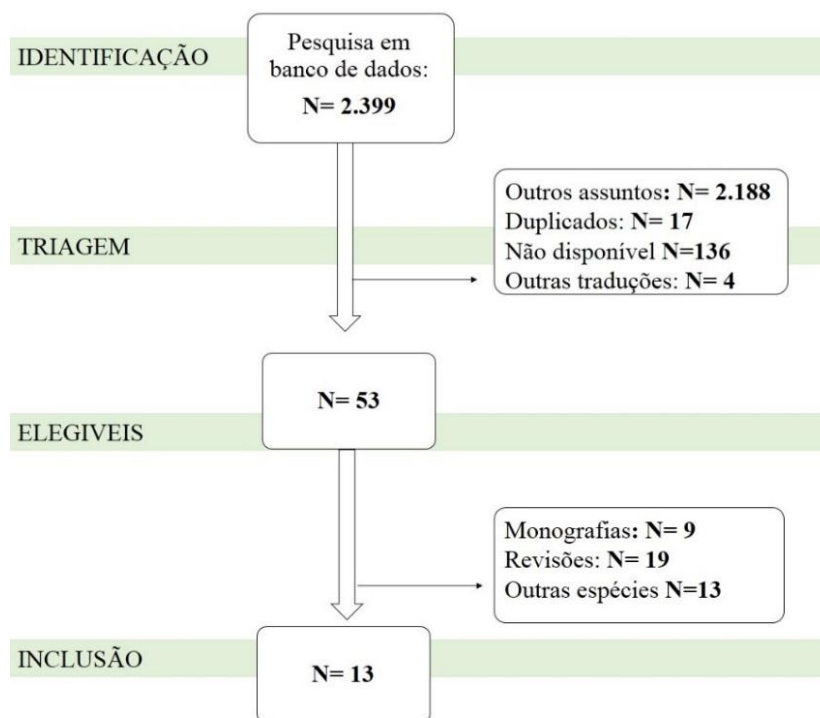 IDENTIFICAÇÃO
Pesquisa em
banco de dados:
N= 2.399
TRIAGEM
Outros assuntos: N= 2.188
Duplicados: N= 17
Não disponível N=136
Outras traduções: N= 4
N= 53
ELEGIVEIS
Monografias: N= 9
Revisões: N= 19
Outras espécies N=13
INCLUSÃO
N= 13